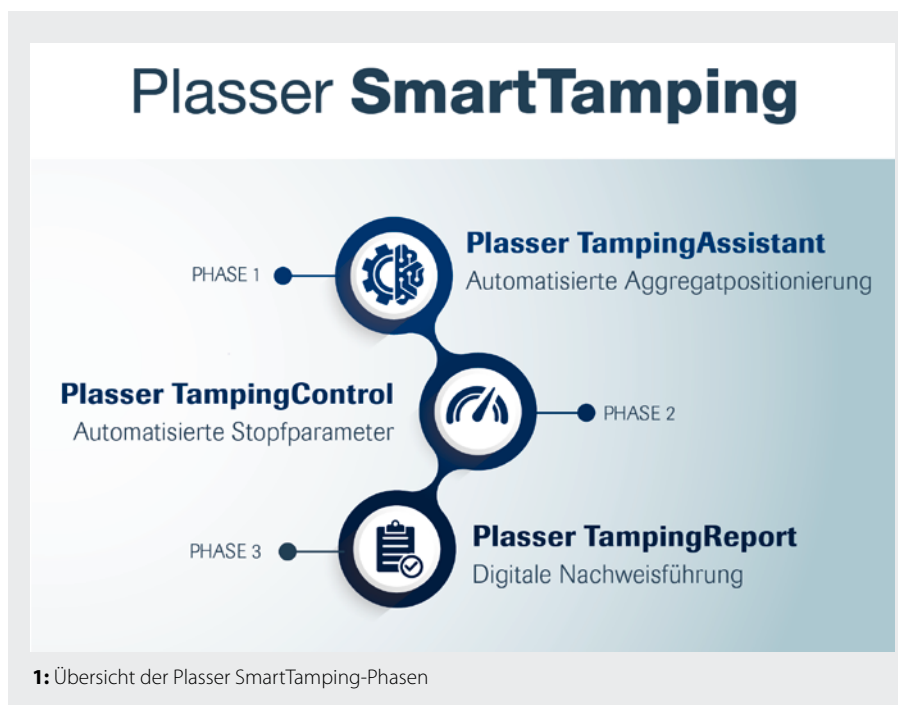 Plasser SmartTamping
PHASE 1
Plasser TampingAssistant
Automatisierte Aggregatpositionierung
Plasser TampingControl
Automatisierte Stopfparameter
PHASE 2
PHASE 3
Plasser TampingReport
Digitale Nachweisführung
1: Übersicht der Plasser SmartTamping-Phasen